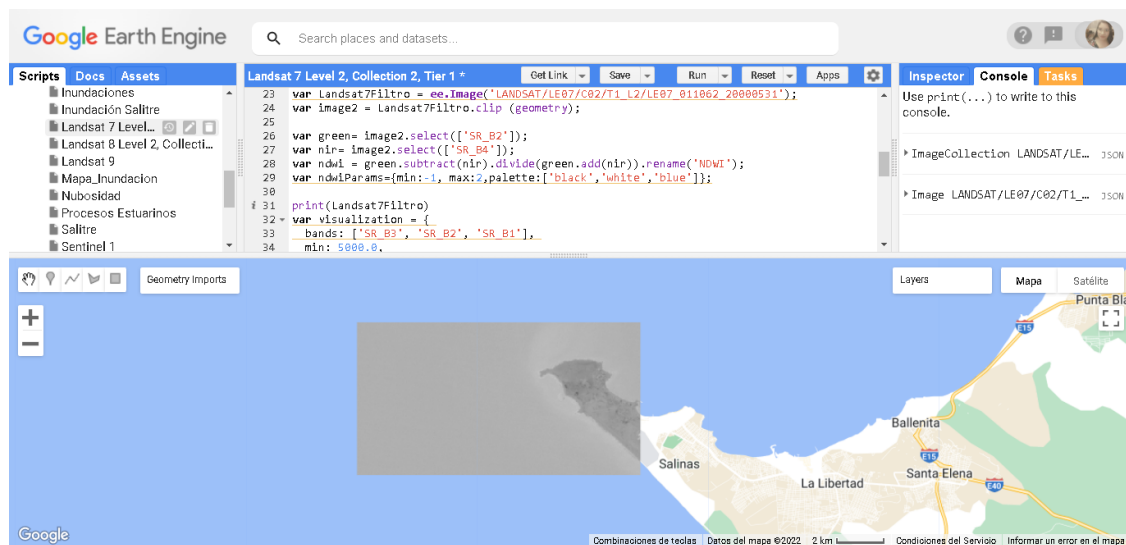 Google Earth Engine
Search places and datasets...
Scripts Docs Assets
Inundaciones
Inundación Salitre
Landsat 7 Level...
Landsat 8 Level 2, Collecti...
Landsat 9
Mapa_Inundacion
Nubosidad
Procesos Estuarinos
Salitre
Sentinel 1
Landsat 7 Level 2, Collection 2, Tier 1 * Get Link Save Run Reset Apps
23 var Landsat7Filtro = ee.Image('LANDSAT/LE07/C02/T1_L2/LE07_011062_20000531');
24 var image2 = Landsat7Filtro.clip (geometry);
25
26 var green= image2.select(['SR_B2']);
27 var nir= image2.select(['SR_B4']);
28 var ndwi = green.subtract(nir).divide(green.add(nir)).rename('NDWI');
29 var ndwiParams={min:-1, max:2,palette:['black','white','blue']};
30
i 31 print(Landsat7Filtro)
32 var visualization = {
33 bands: ['SR_B3', 'SR_B2', 'SR_B1'],
34 min: 5000.0,
Inspector Console Tasks
Use print(...) to write to this
console.
ImageCollection LANDSAT/LE... JSON
Image LANDSAT/LE07/C02/T1_... JSON
Geometry Imports
Layers
Mapa Satélite
Punta Bla
E15
Ballenita
E15
Salinas
Santa Elena
La Libertad
E40
Google
Combinaciones de teclas Datos del mapa ©2022 2 km Condiciones del Servicio Informar un error en el mapa